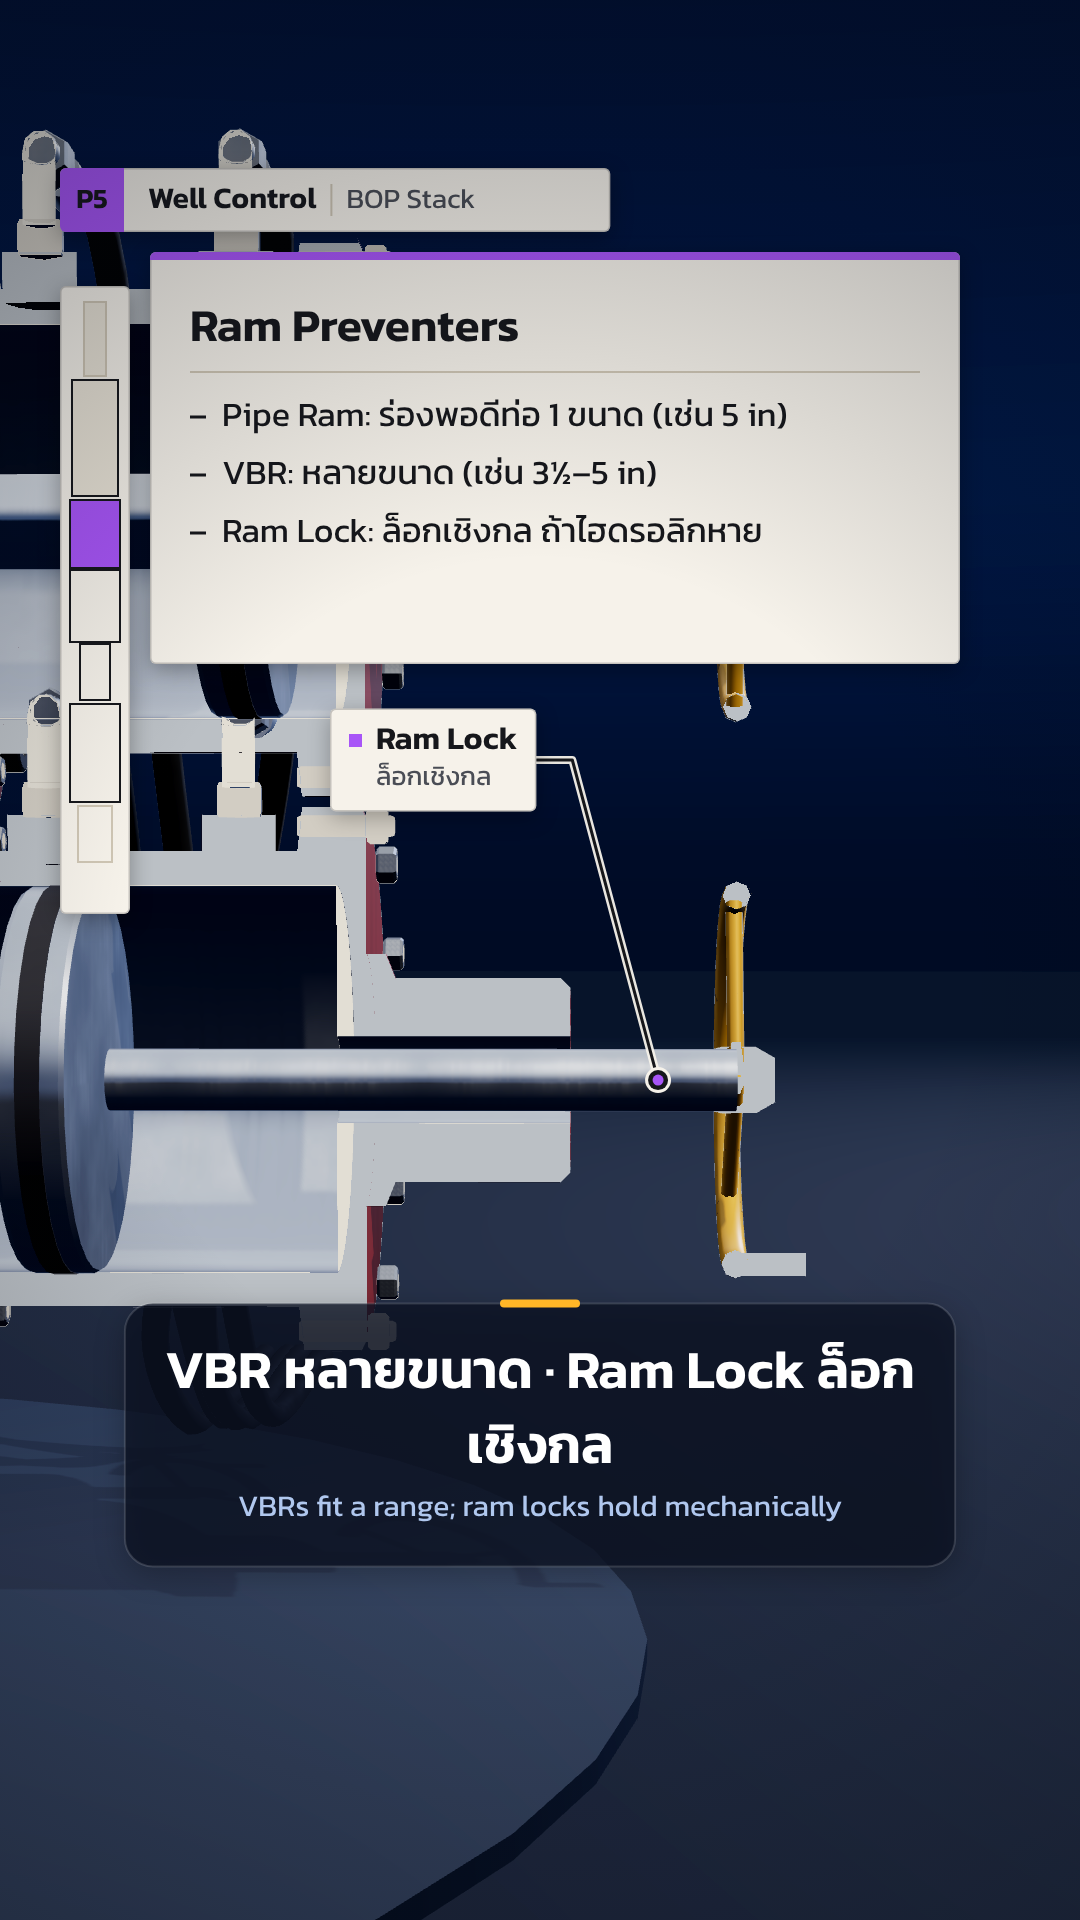 P5 Well Control BOP Stack
Ram Preventers
– Pipe Ram: ร่องพอดีท่อ 1 ขนาด (เช่น 5 in)
– VBR: หลายขนาด (เช่น 3½–5 in)
– Ram Lock: ล็อกเชิงกล ถ้าไฮดรอลิกหาย
Ram Lock
ล็อกเชิงกล
VBR หลายขนาด · Ram Lock ล็อก
เชิงกล
VBRs fit a range; ram locks hold mechanically